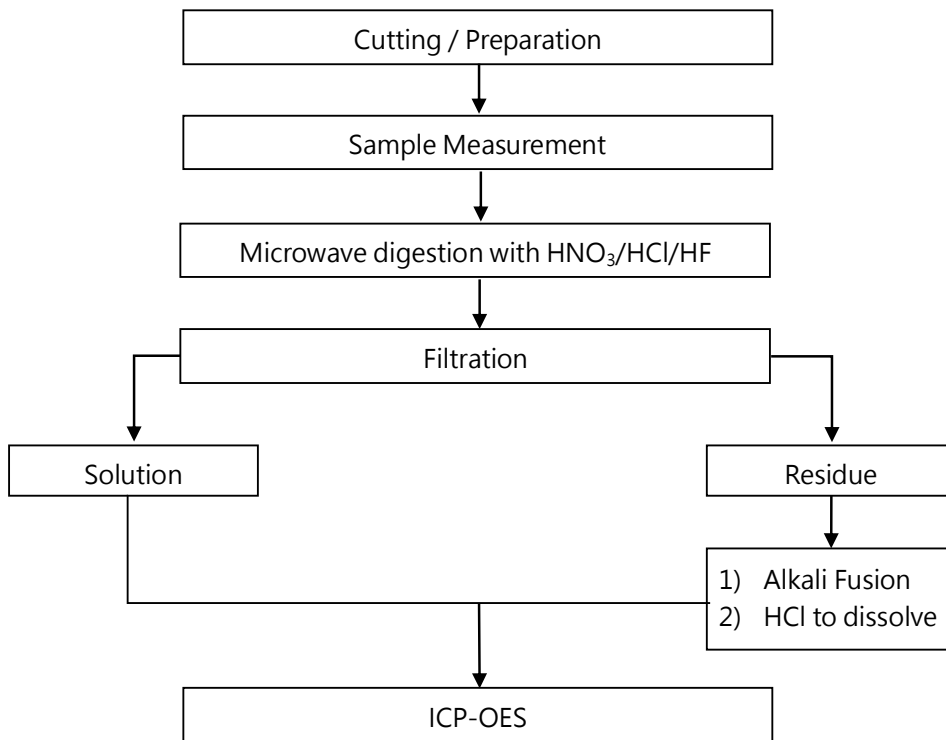 Cutting / Preparation
Sample Measurement
Microwave digestion with HNO₃/HCl/HF
Filtration
Solution
Residue
1) Alkali Fusion
2) HCl to dissolve
ICP-OES